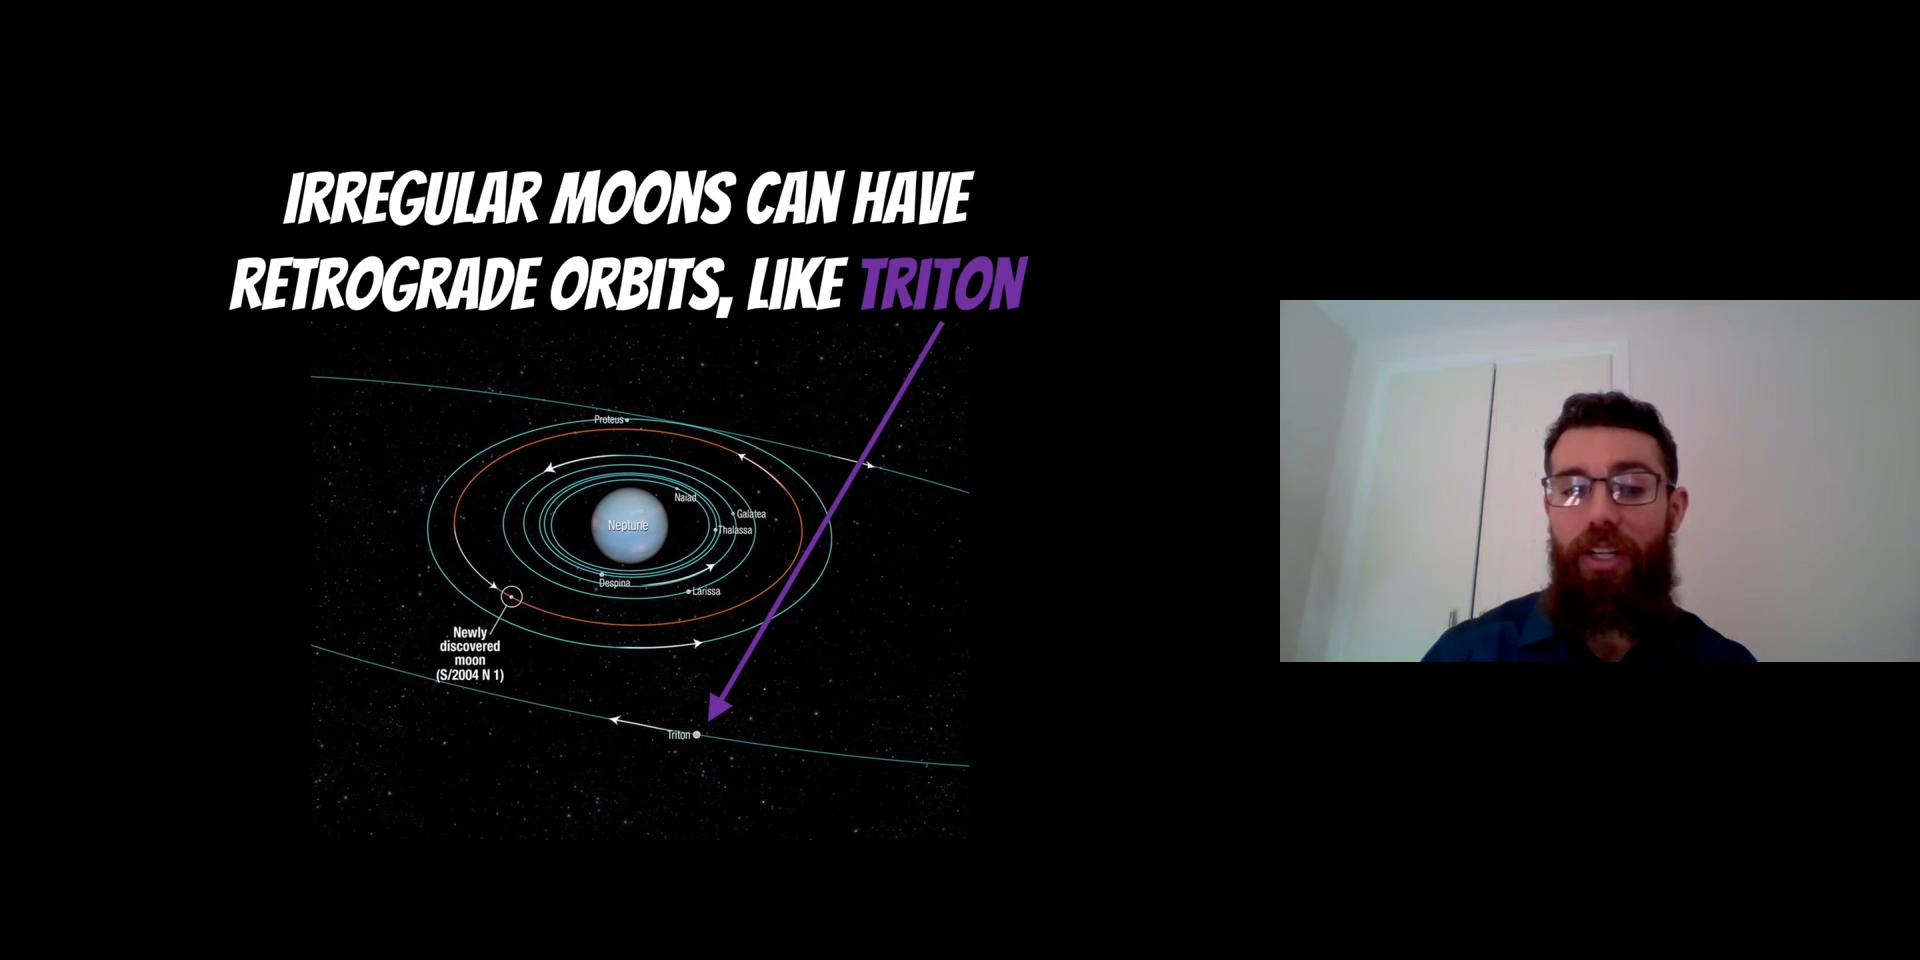 IRREGULAR MOONS CAN HAVE
RETROGRADE ORBITS, LIKE TRITON
Proteus
Naiad
Galatea
Neptune
Thalassa
Despina
Larissa
Newly
discovered
moon
(S/2004 N 1)
Triton